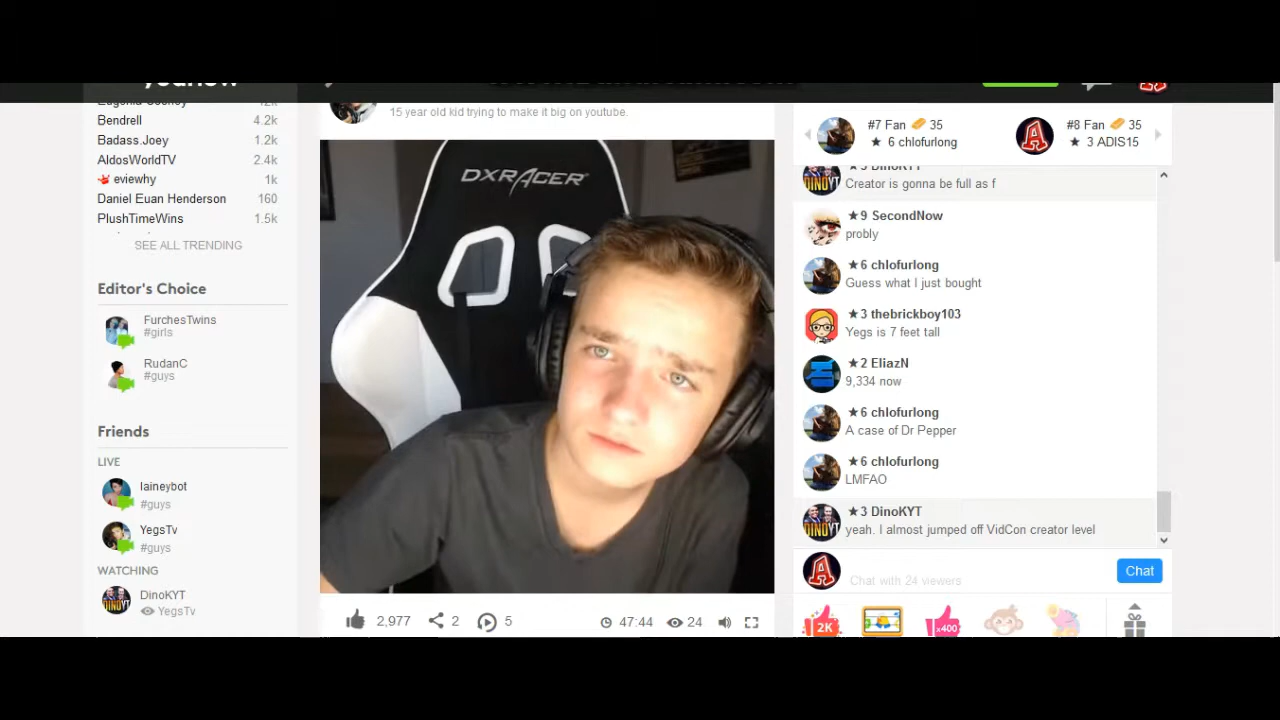 12k
Bendrell 4.2k
Badass.Joey 1.2k
AldosWorldTV 2.4k
eviewhy 1k
Daniel Euan Henderson 160
PlushTimeWins 1.5k
SEE ALL TRENDING
Editor's Choice
FurchesTwins
#girls
RudanC
#guys
Friends
LIVE
laineybot
#guys
YegsTv
#guys
WATCHING
DinoKYT
YegsTv
15 year old kid trying to make it big on youtube.
DXRACER
2,977 2 5 47:44 24
#7 Fan 35
★ 6 chlofurlong
#8 Fan 35
★ 3 ADIS15
★3 DinoKYT
Creator is gonna be full as f
★9 SecondNow
probly
★6 chlofurlong
Guess what I just bought
★3 thebrickboy103
Yegs is 7 feet tall
★2 EliazN
9,334 now
★6 chlofurlong
A case of Dr Pepper
★6 chlofurlong
LMFAO
★3 DinoKYT
yeah. I almost jumped off VidCon creator level
Chat with 24 viewers
Chat
2K
x400